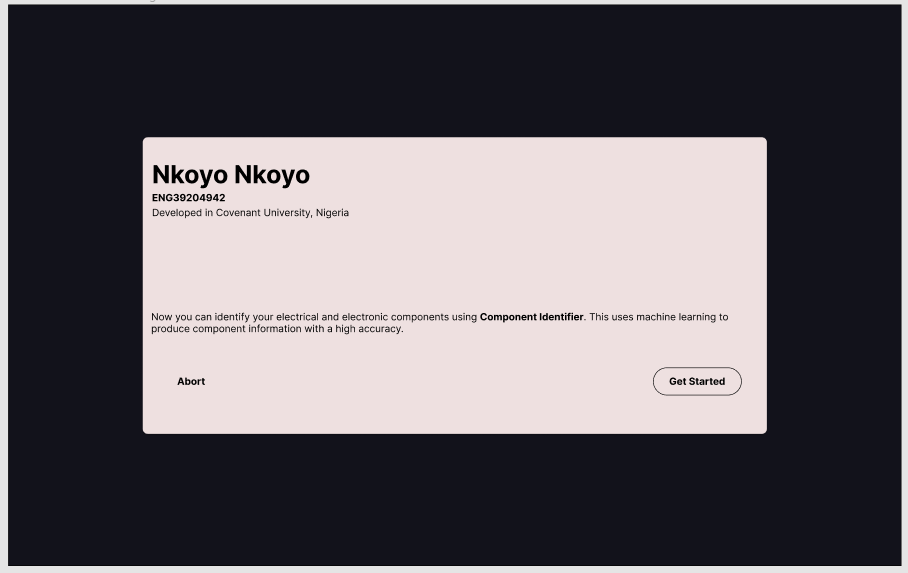 Nkoyo Nkoyo
ENG39204942
Developed in Covenant University, Nigeria
Now you can identify your electrical and electronic components using Component Identifier. This uses machine learning to
produce component information with a high accuracy.
Abort
Get Started